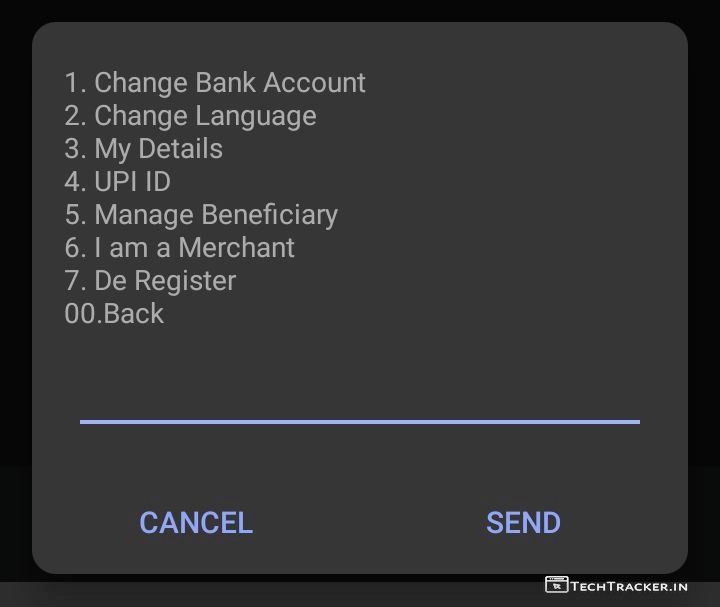 1. Change Bank Account
2. Change Language
3. My Details
4. UPI ID
5. Manage Beneficiary
6. I am a Merchant
7. De Register
00.Back
CANCEL
SEND
TECHTRACKER.IN